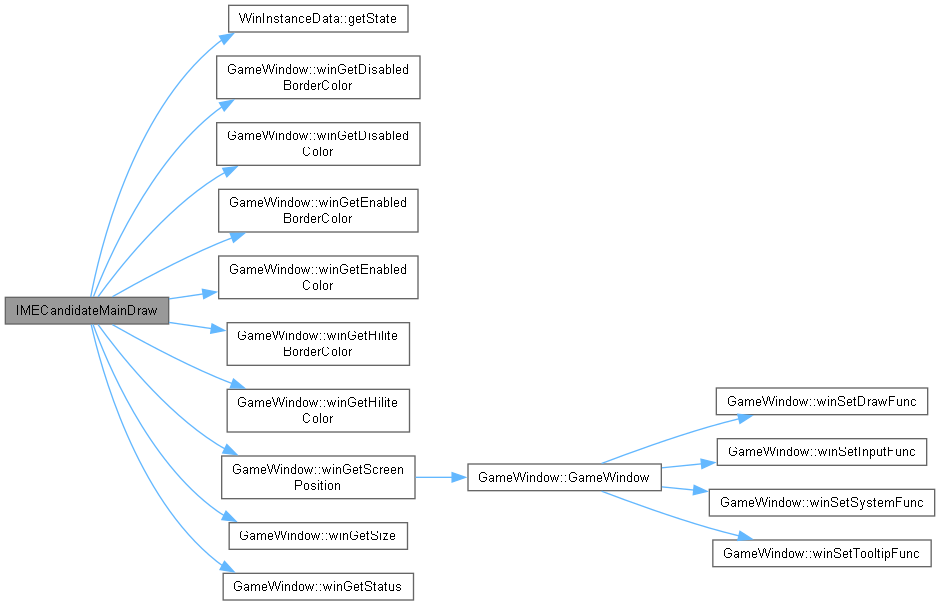 WinInstanceData::getState
GameWindow::winGetDisabled
BorderColor
GameWindow::winGetDisabled
Color
GameWindow::winGetEnabled
BorderColor
GameWindow::winGetEnabled
Color
IMECandidateMainDraw
GameWindow::winGetHilite
BorderColor
GameWindow::winGetHilite
Color
GameWindow::winGetScreen
Position
GameWindow::winGetSize
GameWindow::winGetStatus
GameWindow::GameWindow
GameWindow::winSetDrawFunc
GameWindow::winSetInputFunc
GameWindow::winSetSystemFunc
GameWindow::winSetTooltipFunc